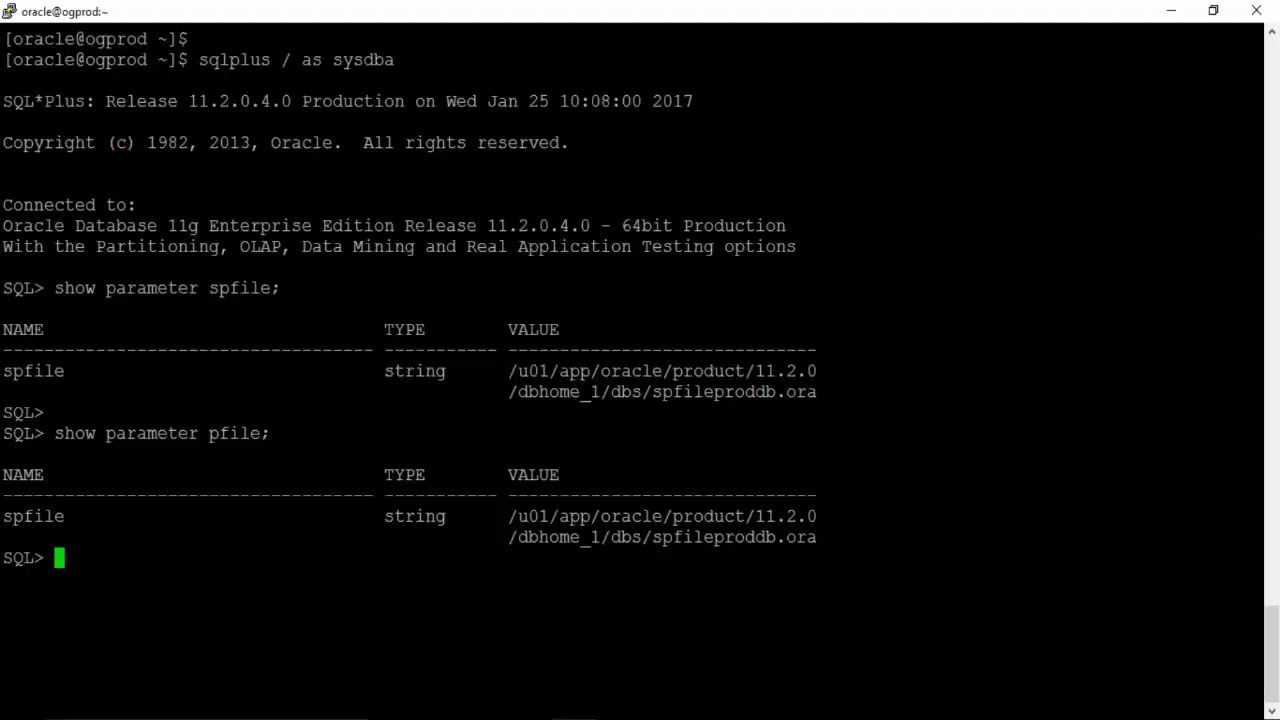 oracle@ogprod:~
[oracle@ogprod ~]$
[oracle@ogprod ~]$ sqlplus / as sysdba
SQL*Plus: Release 11.2.0.4.0 Production on Wed Jan 25 10:08:00 2017
Copyright (c) 1982, 2013, Oracle.  All rights reserved.
Connected to:
Oracle Database 11g Enterprise Edition Release 11.2.0.4.0 - 64bit Production
With the Partitioning, OLAP, Data Mining and Real Application Testing options
SQL> show parameter spfile;
NAME                                 TYPE        VALUE
------------------------------------ ----------- ------------------------------
spfile                               string      /u01/app/oracle/product/11.2.0
                                                 /dbhome_1/dbs/spfileproddb.ora
SQL>
SQL> show parameter pfile;
NAME                                 TYPE        VALUE
------------------------------------ ----------- ------------------------------
spfile                               string      /u01/app/oracle/product/11.2.0
                                                 /dbhome_1/dbs/spfileproddb.ora
SQL>